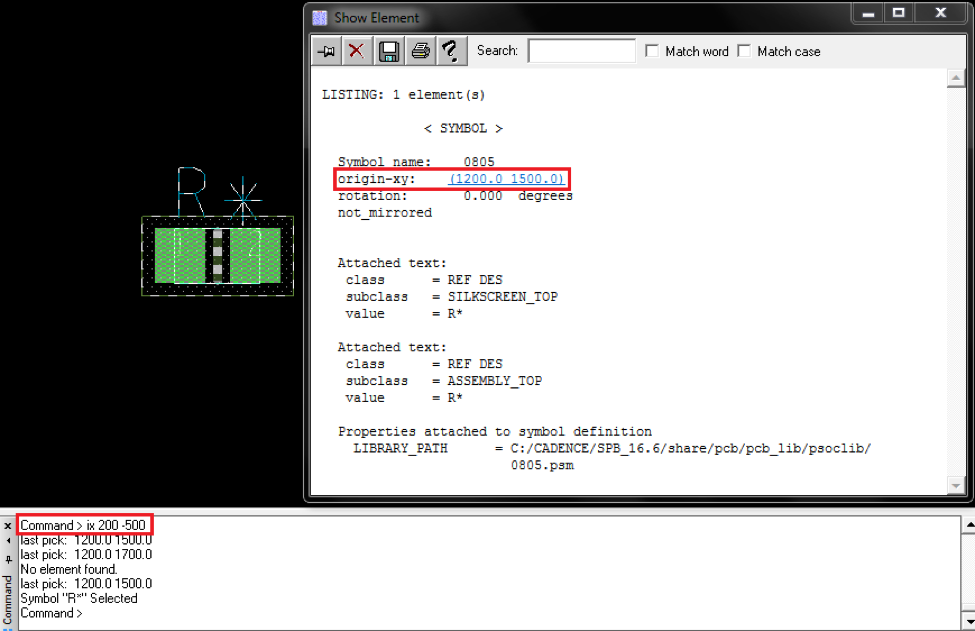 Show Element
Search:
Match word
Match case
LISTING: 1 element(s)
< SYMBOL >
Symbol name: 0805
origin-xy: (1200.0 1500.0)
rotation: 0.000 degrees
not_mirrored
Attached text:
class = REF DES
subclass = SILKSCREEN_TOP
value = R*
Attached text:
class = REF DES
subclass = ASSEMBLY_TOP
value = R*
Properties attached to symbol definition
LIBRARY_PATH = C:/CADENCE/SPB_16.6/share/pcb/pcb_lib/psoclib/
0805.psm
R*
Command
Command > ix 200 -500
last pick: 1200.0 1500.0
last pick: 1200.0 1700.0
No element found.
last pick: 1200.0 1500.0
Symbol "R*" Selected
Command >